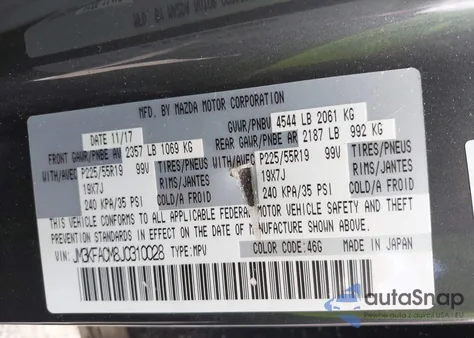 MFD. BY MAZDA MOTOR CORPORATION
DATE 11/17
GVWR/PNBV 4544 LB 2061 KG
FRONT GAWR/PNBE AV 2357 LB 1069 KG
REAR GAWR/PNBE AR 2187 LB 992 KG
WITH/AVEC P225/55R19 99V TIRES/PNEUS
WITH/AVEC P225/55R19 99V TIRES/PNEUS
19X7J RIMS/JANTES
19X7J RIMS/JANTES
240 KPA/35 PSI COLD/A FROID
240 KPA/35 PSI COLD/A FROID
THIS VEHICLE CONFORMS TO ALL APPLICABLE FEDERAL MOTOR VEHICLE SAFETY AND THEFT
PREVENTION STANDARDS IN EFFECT ON THE DATE OF MANUFACTURE SHOWN ABOVE.
VIN: JM3KFACM8J0310028 TYPE: MPV COLOR CODE: 46G MADE IN JAPAN
autoSnap